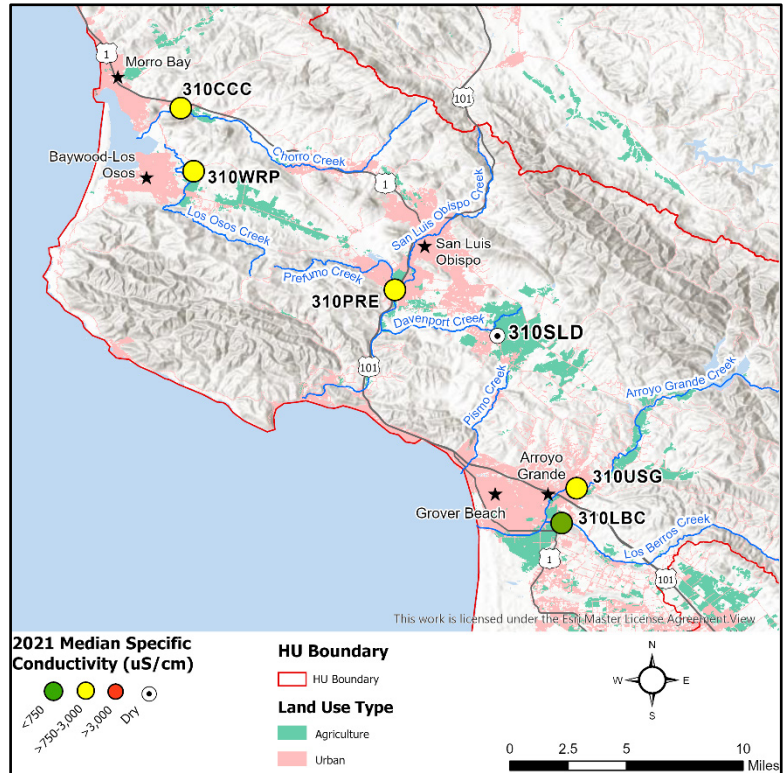 1
Morro Bay
310CCC
101
Chorro Creek
Baywood-Los
Osos
310WRP
1
San Luis Obispo Creek
Los Osos Creek
San Luis
Obispo
Prefumo Creek
310PRE
Davenport Creek
310SLD
101
Arroyo Grande Creek
Pismo Creek
Arroyo
Grande
310USG
Grover Beach
310LBC
Los Berros Creek
1
101
This work is licensed under the Esri Master License Agreement.View
2021 Median Specific
Conductivity (uS/cm)
<750
>750-3,000
>3,000
Dry
HU Boundary
HU Boundary
Land Use Type
Agriculture
Urban
N
W
E
S
0
2.5
5
10
Miles